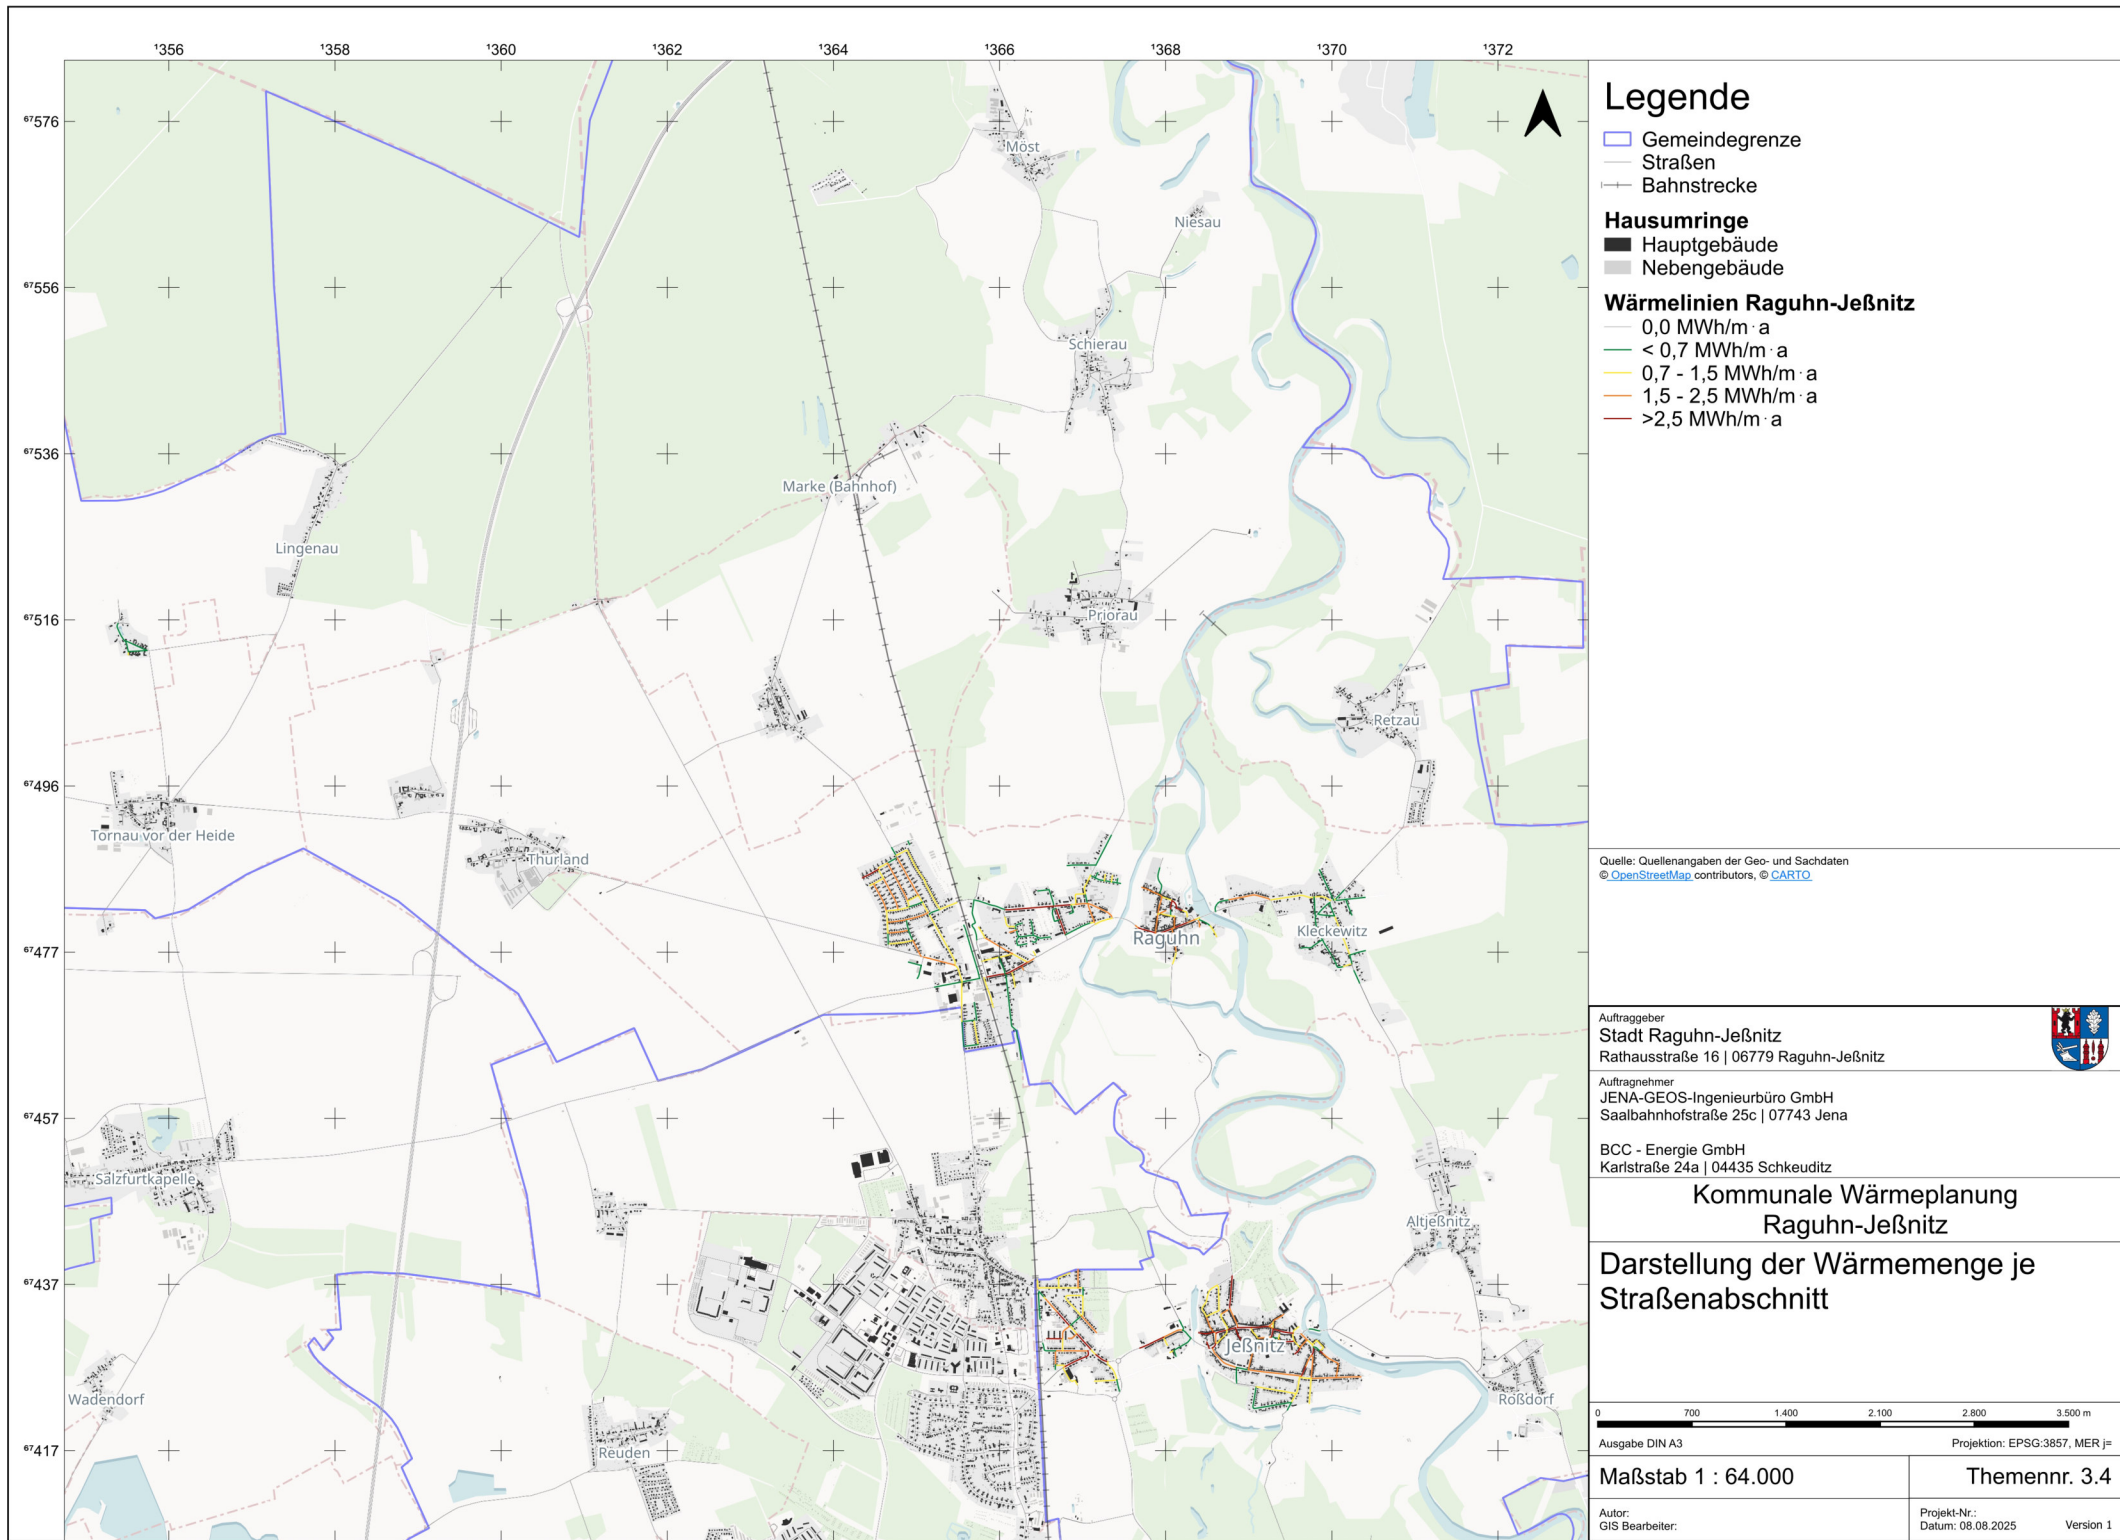 ¹356 ¹358 ¹360 ¹362 ¹364 ¹366 ¹368 ¹370 ¹372
⁶⁷576
⁶⁷556
⁶⁷536
⁶⁷516
⁶⁷496
⁶⁷477
⁶⁷457
⁶⁷437
⁶⁷417
Möst
Niesau
Schierau
Marke (Bahnhof)
Lingenau
Priorau
Retzau
Tornau vor der Heide
Thurland
Raguhn
Kleckewitz
Salzfurtkapelle
Altjeßnitz
Jeßnitz
Wadendorf
Roßdorf
Reuden
Legende
Gemeindegrenze
Straßen
Bahnstrecke
Hausumringe
Hauptgebäude
Nebengebäude
Wärmelinien Raguhn-Jeßnitz
0,0 MWh/m·a
< 0,7 MWh/m·a
0,7 - 1,5 MWh/m·a
1,5 - 2,5 MWh/m·a
>2,5 MWh/m·a
Quelle: Quellenangaben der Geo- und Sachdaten
© OpenStreetMap contributors, © CARTO
Auftraggeber
Stadt Raguhn-Jeßnitz
Rathausstraße 16 | 06779 Raguhn-Jeßnitz
Auftragnehmer
JENA-GEOS-Ingenieurbüro GmbH
Saalbahnhofstraße 25c | 07743 Jena
BCC - Energie GmbH
Karlstraße 24a | 04435 Schkeuditz
Kommunale Wärmeplanung
Raguhn-Jeßnitz
Darstellung der Wärmemenge je
Straßenabschnitt
0 700 1.400 2.100 2.800 3.500 m
Ausgabe DIN A3 Projektion: EPSG:3857, MER j=
Maßstab 1 : 64.000 Themennr. 3.4
Autor:
GIS Bearbeiter:
Projekt-Nr.:
Datum: 08.08.2025 Version 1